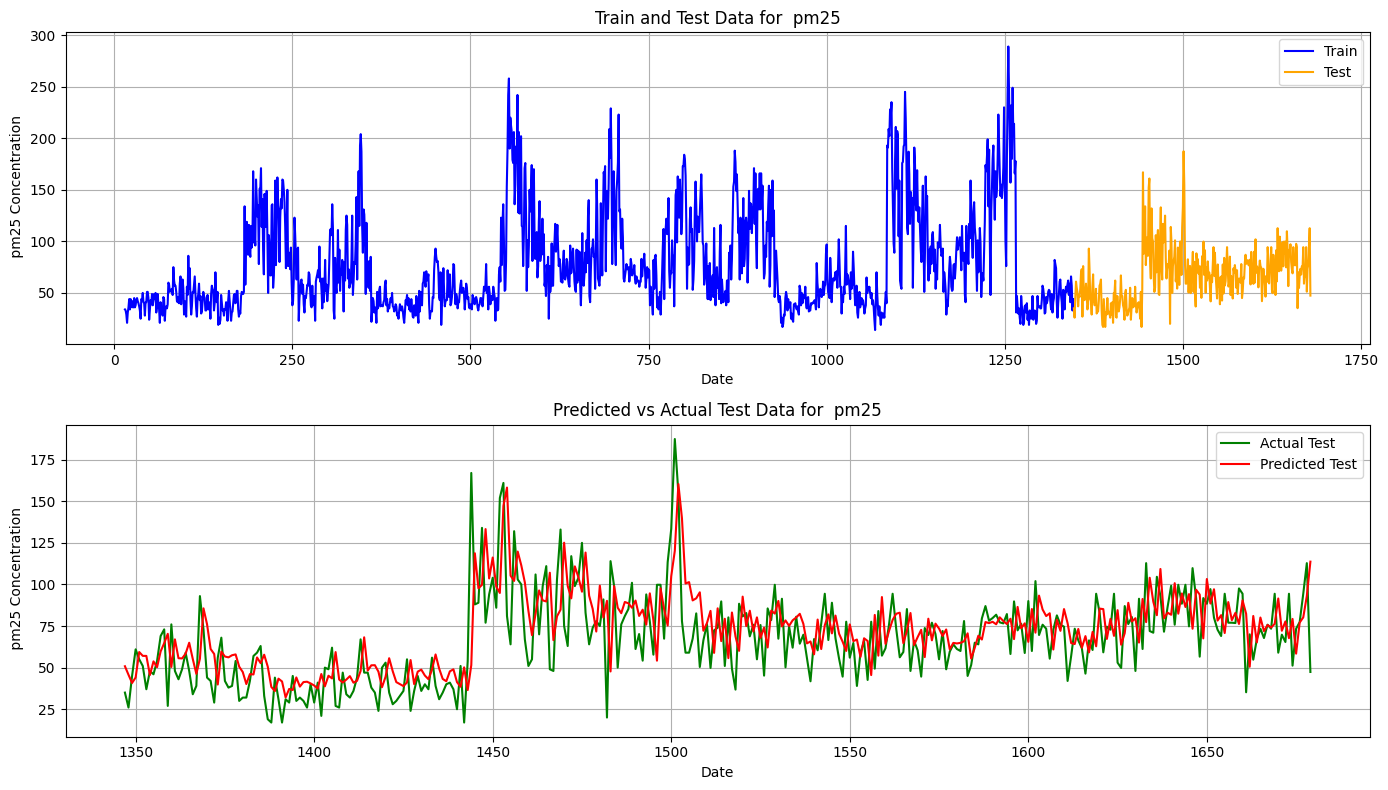 Train and Test Data for  pm25
300
250
200
150
100
50
pm25 Concentration
Train
Test
0
250
500
750
1000
1250
1500
1750
Date
Predicted vs Actual Test Data for  pm25
175
150
125
100
75
50
25
pm25 Concentration
Actual Test
Predicted Test
1350
1400
1450
1500
1550
1600
1650
Date